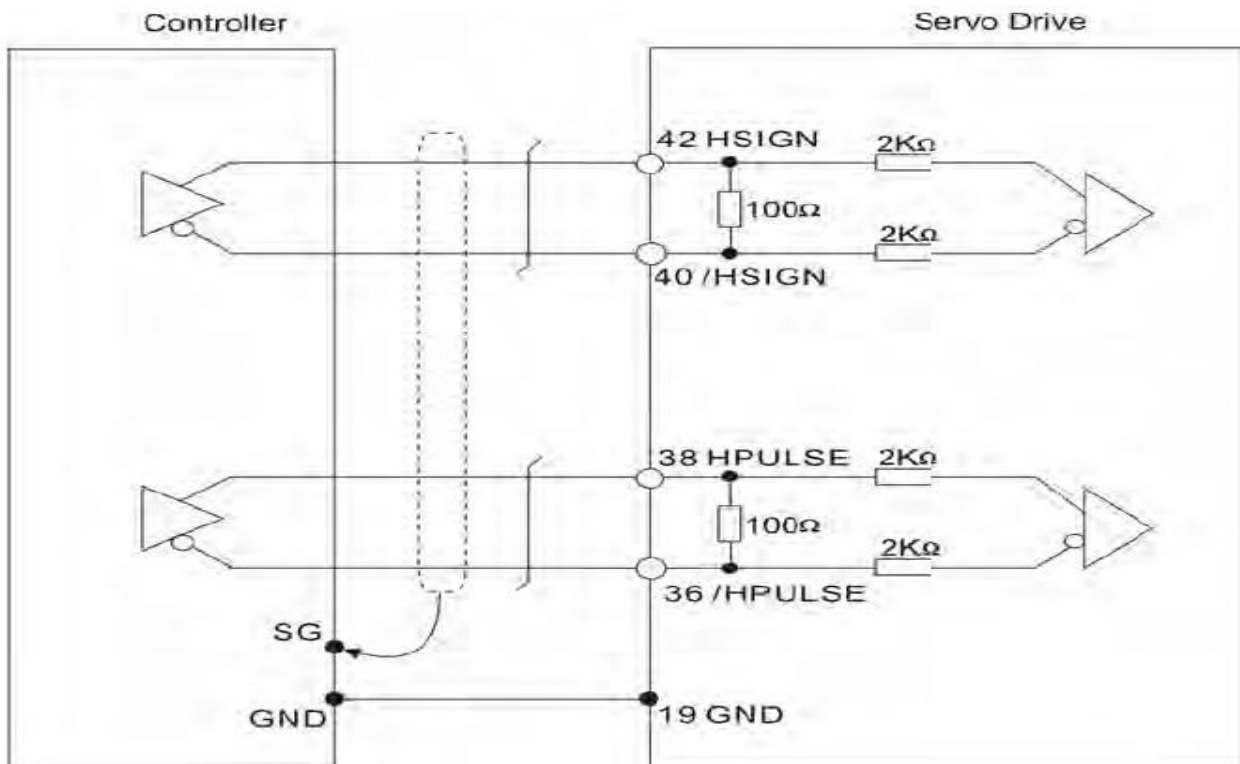 Controller
Servo Drive
42 HSIGN
2KΩ
100Ω
2KΩ
40 /HSIGN
38 HPULSE
2KΩ
100Ω
2KΩ
36 /HPULSE
SG
GND
19 GND